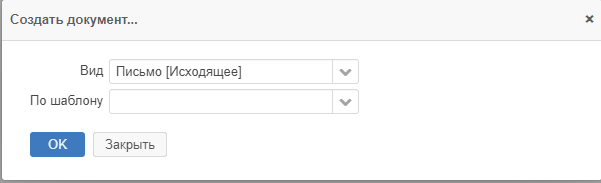 Создать документ...
Вид Письмо [Исходящее]
По шаблону
OK Закрыть